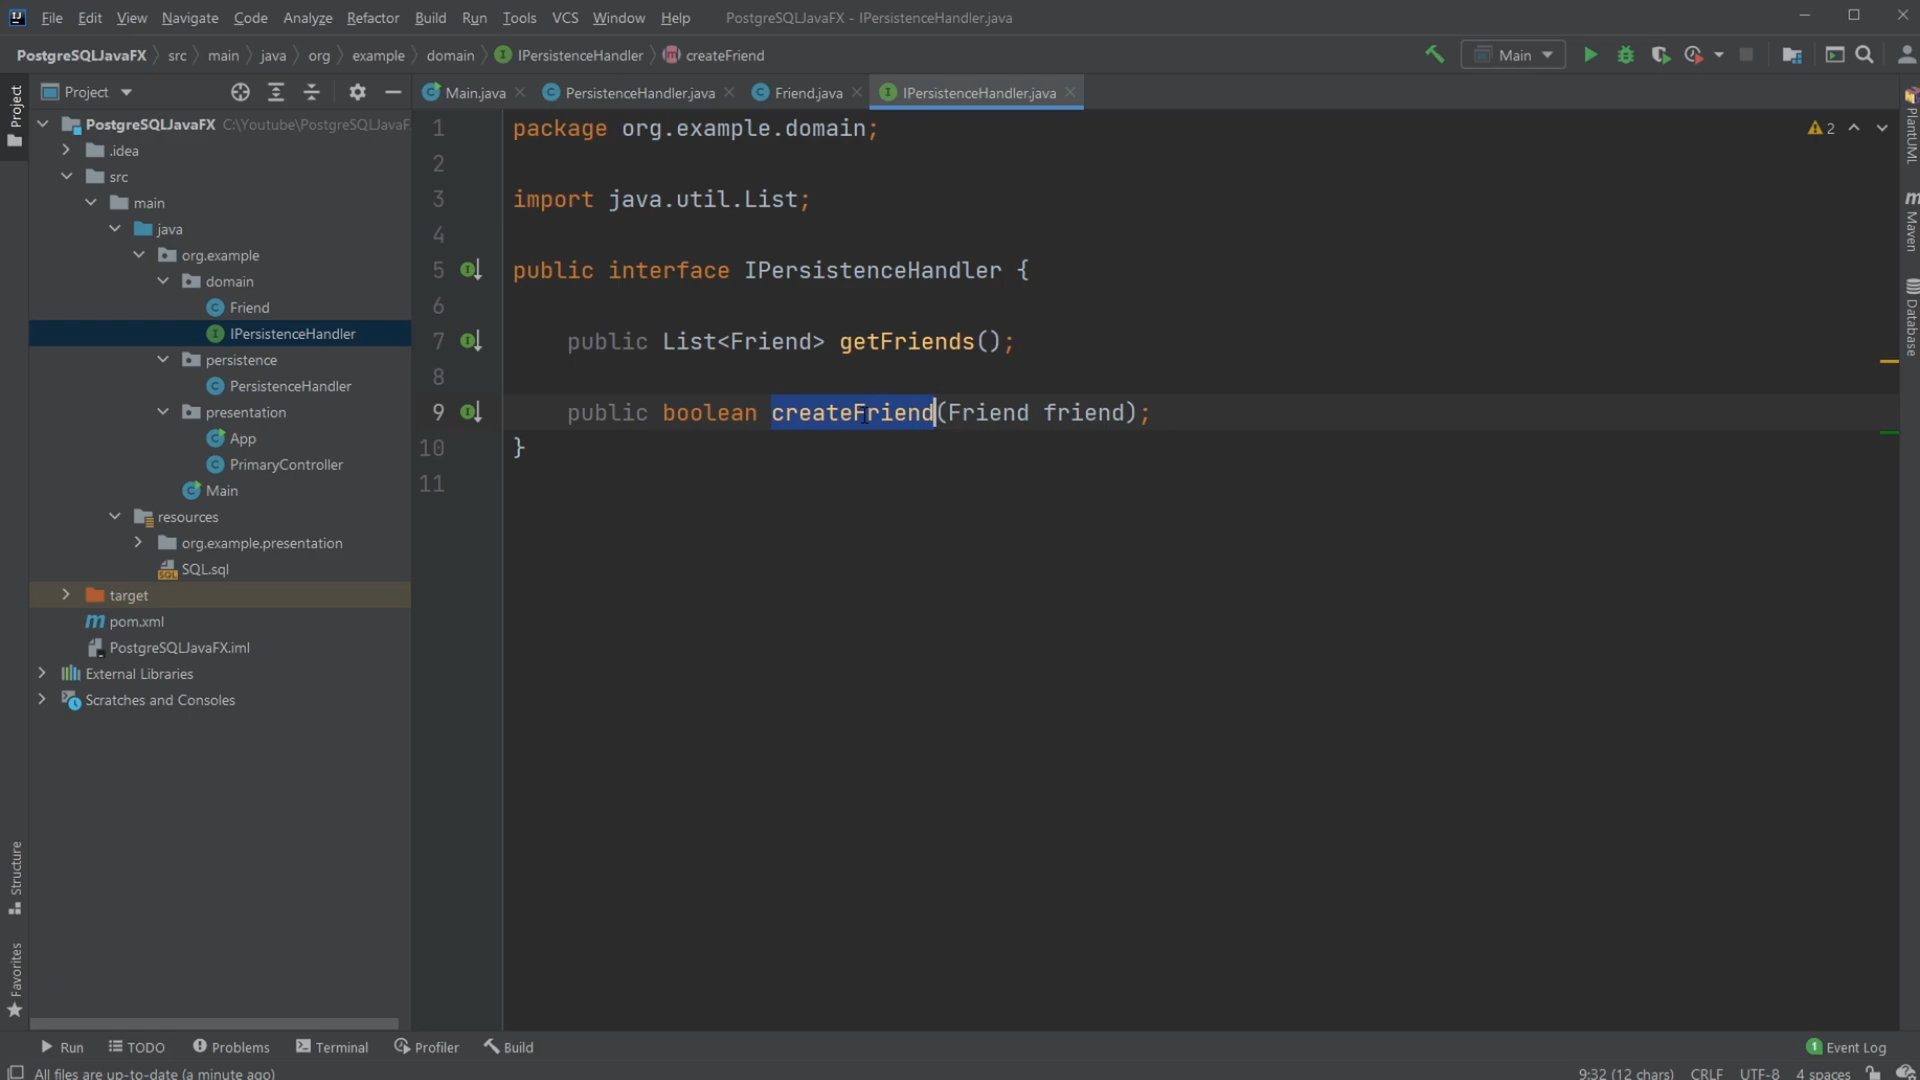 File Edit View Navigate Code Analyze Refactor Build Run Tools VCS Window Help PostgreSQLJavaFX - IPersistenceHandler.java
PostgreSQLJavaFX src main java org example domain IPersistenceHandler createFriend Main
Project
Main.java PersistenceHandler.java Friend.java IPersistenceHandler.java
PostgreSQLJavaFX C:\Youtube\PostgreSQLJavaF
.idea
src
main
java
org.example
domain
Friend
IPersistenceHandler
persistence
PersistenceHandler
presentation
App
PrimaryController
Main
resources
org.example.presentation
SQL.sql
target
pom.xml
PostgreSQLJavaFX.iml
External Libraries
Scratches and Consoles
1 package org.example.domain;
2
3 import java.util.List;
4
5 public interface IPersistenceHandler {
6
7 public List<Friend> getFriends();
8
9 public boolean createFriend(Friend friend);
10 }
11
2
Project
Structure
Favorites
PlantUML
Maven
Database
Run TODO Problems Terminal Profiler Build 1 Event Log
All files are up-to-date (a minute ago) 9:32 (12 chars) CRLF UTF-8 4 spaces